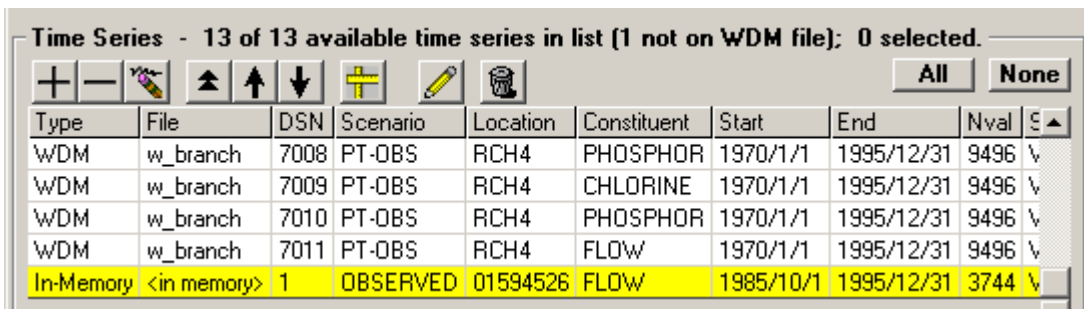 Time Series - 13 of 13 available time series in list (1 not on WDM file); 0 selected.
All None
Type File DSN Scenario Location Constituent Start End Nval S
WDM w_branch 7008 PT-OBS RCH4 PHOSPHOR 1970/1/1 1995/12/31 9496
WDM w_branch 7009 PT-OBS RCH4 CHLORINE 1970/1/1 1995/12/31 9496
WDM w_branch 7010 PT-OBS RCH4 PHOSPHOR 1970/1/1 1995/12/31 9496
WDM w_branch 7011 PT-OBS RCH4 FLOW 1970/1/1 1995/12/31 9496
In-Memory <in memory> 1 OBSERVED 01594526 FLOW 1985/10/1 1995/12/31 3744